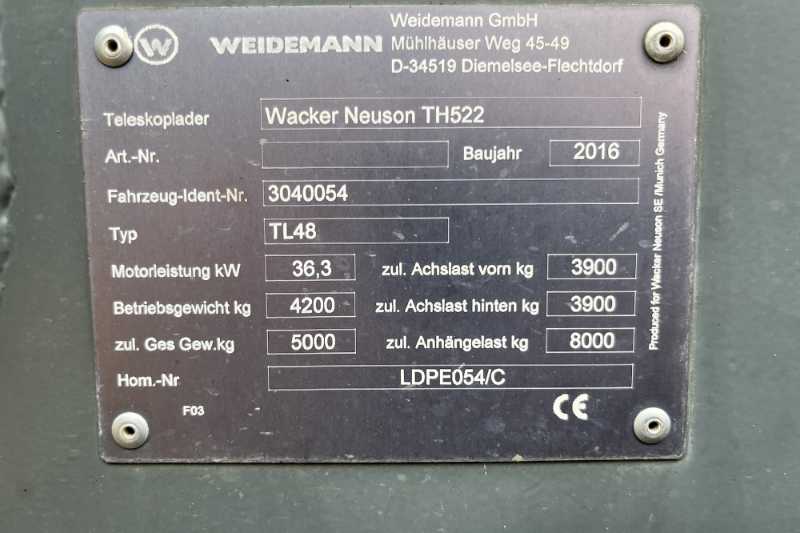 W WEIDEMANN
Weidemann GmbH
Mühlhäuser Weg 45-49
D-34519 Diemelsee-Flechtdorf
Teleskoplader Wacker Neuson TH522
Art.-Nr. Baujahr 2016
Fahrzeug-Ident-Nr. 3040054
Typ TL48
Motorleistung kW 36,3 zul. Achslast vorn kg 3900
Betriebsgewicht kg 4200 zul. Achslast hinten kg 3900
zul. Ges Gew.kg 5000 zul. Anhängelast kg 8000
Hom.-Nr LDPE054/C
F03 CE
Produced for Wacker Neuson SE /Munich Germany